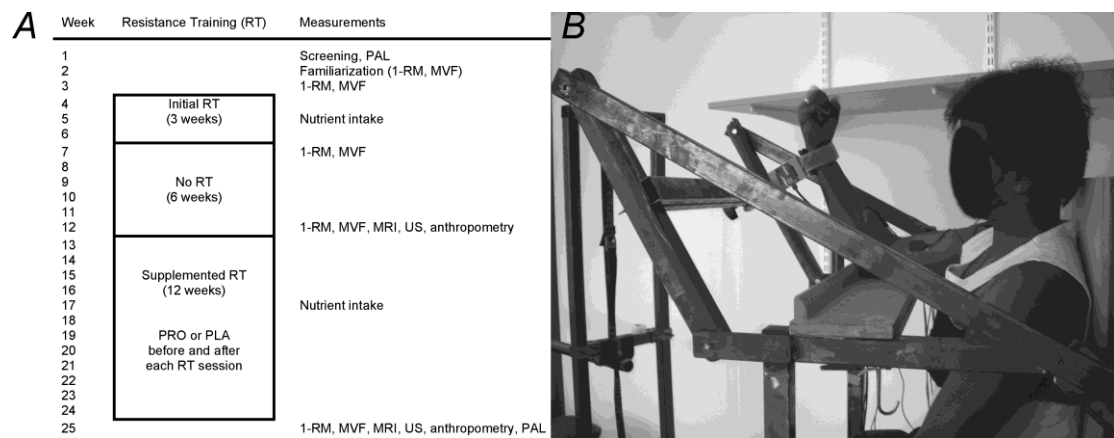 A
Week Resistance Training (RT) Measurements
1 Screening, PAL
2 Familiarization (1-RM, MVF)
3 1-RM, MVF
4 Initial RT
5 (3 weeks) Nutrient intake
6
7 1-RM, MVF
8
9 No RT
10 (6 weeks)
11
12 1-RM, MVF, MRI, US, anthropometry
13
14
15 Supplemented RT
16 (12 weeks)
17 Nutrient intake
18
19 PRO or PLA
20 before and after
21 each RT session
22
23
24
25 1-RM, MVF, MRI, US, anthropometry, PAL
B